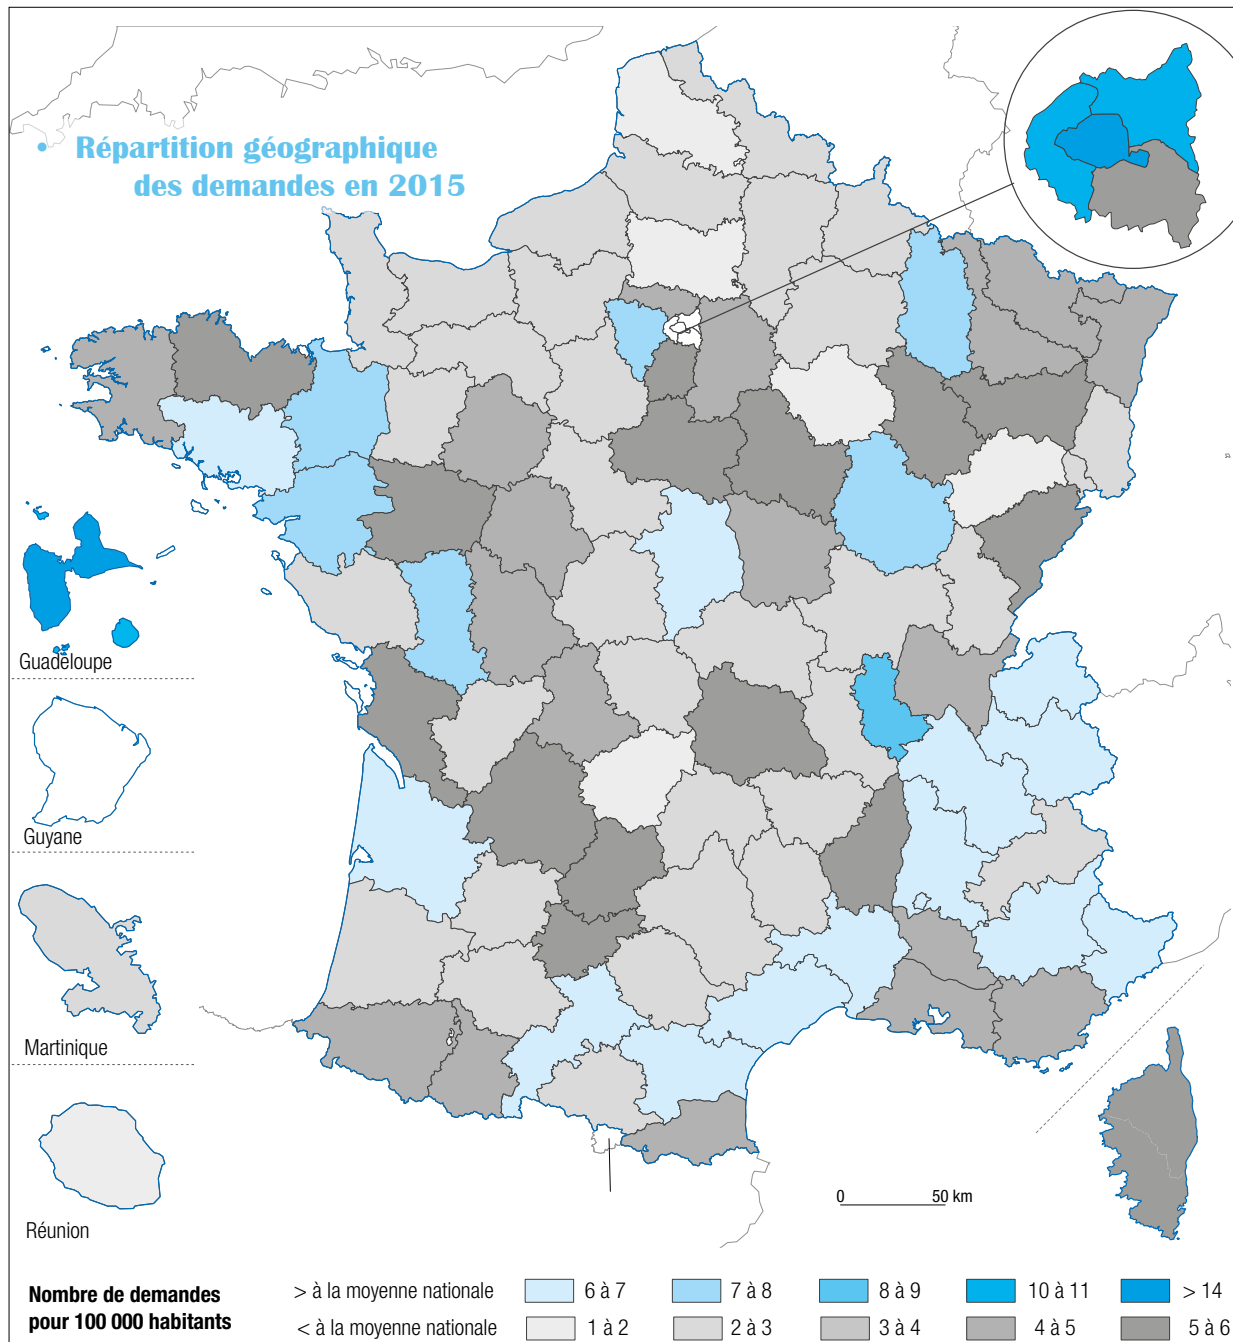 • Répartition géographique
des demandes en 2015
Guadeloupe
Guyane
Martinique
Réunion
0 50 km
Nombre de demandes
pour 100 000 habitants
> à la moyenne nationale 6 à 7 7 à 8 8 à 9 10 à 11 > 14
< à la moyenne nationale 1 à 2 2 à 3 3 à 4 4 à 5 5 à 6